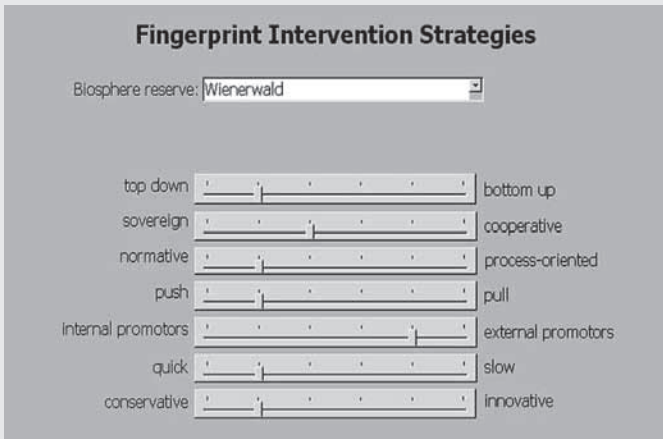 Fingerprint Intervention Strategies
Biosphere reserve: Wienerwald
top down bottom up
sovereign cooperative
normative process-oriented
push pull
internal promotors external promotors
quick slow
conservative innovative